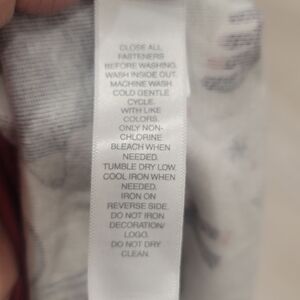 CLOSE ALL
FASTENERS
BEFORE WASHING.
WASH INSIDE OUT.
MACHINE WASH
COLD GENTLE
CYCLE.
WITH LIKE
COLORS.
ONLY NON-
CHLORINE
BLEACH WHEN
NEEDED.
TUMBLE DRY LOW.
COOL IRON WHEN
NEEDED.
IRON ON
REVERSE SIDE.
DO NOT IRON
DECORATION/
LOGO.
DO NOT DRY
CLEAN.